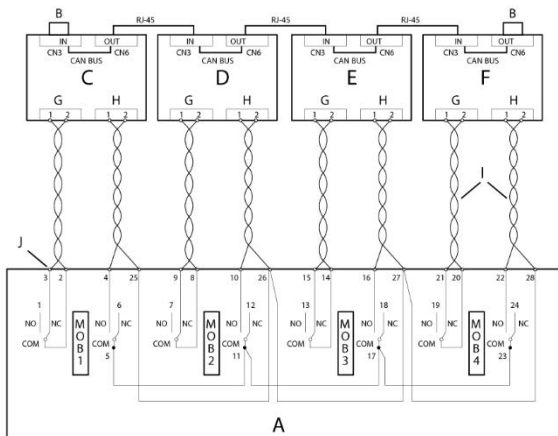 B RJ-45 RJ-45 RJ-45 B
IN OUT IN OUT IN OUT IN OUT
CN3 CN6 CN3 CN6 CN3 CN6 CN3 CN6
CAN BUS CAN BUS CAN BUS CAN BUS
C D E F
G H G H G H G H
1 2 1 2 1 2 1 2 1 2 1 2 1 2 1 2
I
J
3 2 4 25 9 8 10 26 15 14 16 27 21 20 22 28
1 6 7 12 13 18 19 24
NO NC NO NC NO NC NO NC NO NC NO NC NO NC NO NC
MOB1 MOB2 MOB3 MOB4
COM COM COM COM COM COM COM COM
5 11 17 23
A